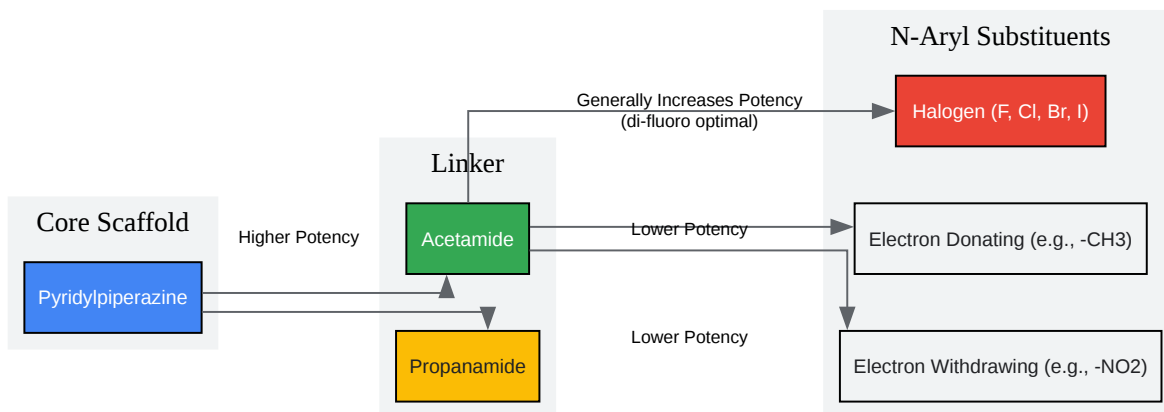 N-Aryl Substituents
Generally Increases Potency
(di-fluoro optimal)
Halogen (F, Cl, Br, I)
Linker
Core Scaffold
Higher Potency
Acetamide
Lower Potency
Electron Donating (e.g., -CH3)
Pyridylpiperazine
Propanamide
Lower Potency
Electron Withdrawing (e.g., -NO2)